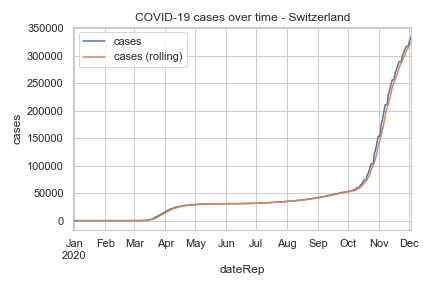 COVID-19 cases over time - Switzerland
cases
cases (rolling)
350000
300000
250000
200000
150000
100000
50000
0
cases
Jan Feb Mar Apr May Jun Jul Aug Sep Oct Nov Dec
2020
dateRep